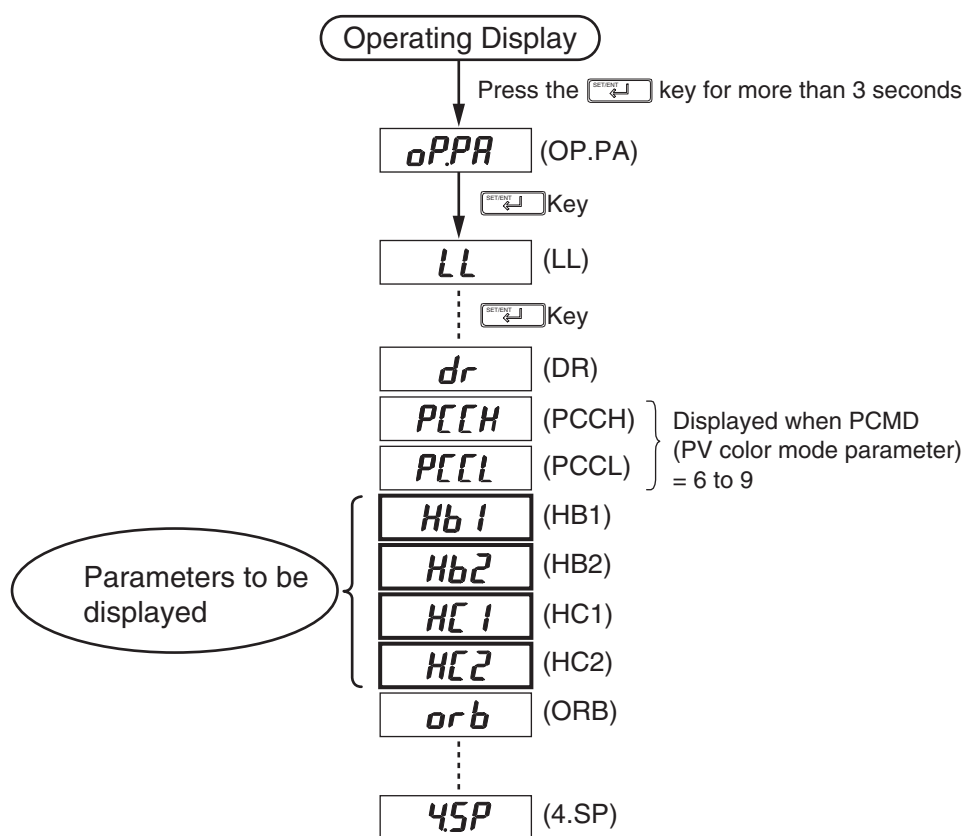 Operating Display
Press the SET/ENT key for more than 3 seconds
oP.PA (OP.PA)
SET/ENT Key
LL (LL)
SET/ENT Key
dr (DR)
PCCH (PCCH)
PCCL (PCCL)
Displayed when PCMD
(PV color mode parameter)
= 6 to 9
Hb1 (HB1)
Hb2 (HB2)
HC1 (HC1)
HC2 (HC2)
Parameters to be
displayed
orb (ORB)
4.SP (4.SP)